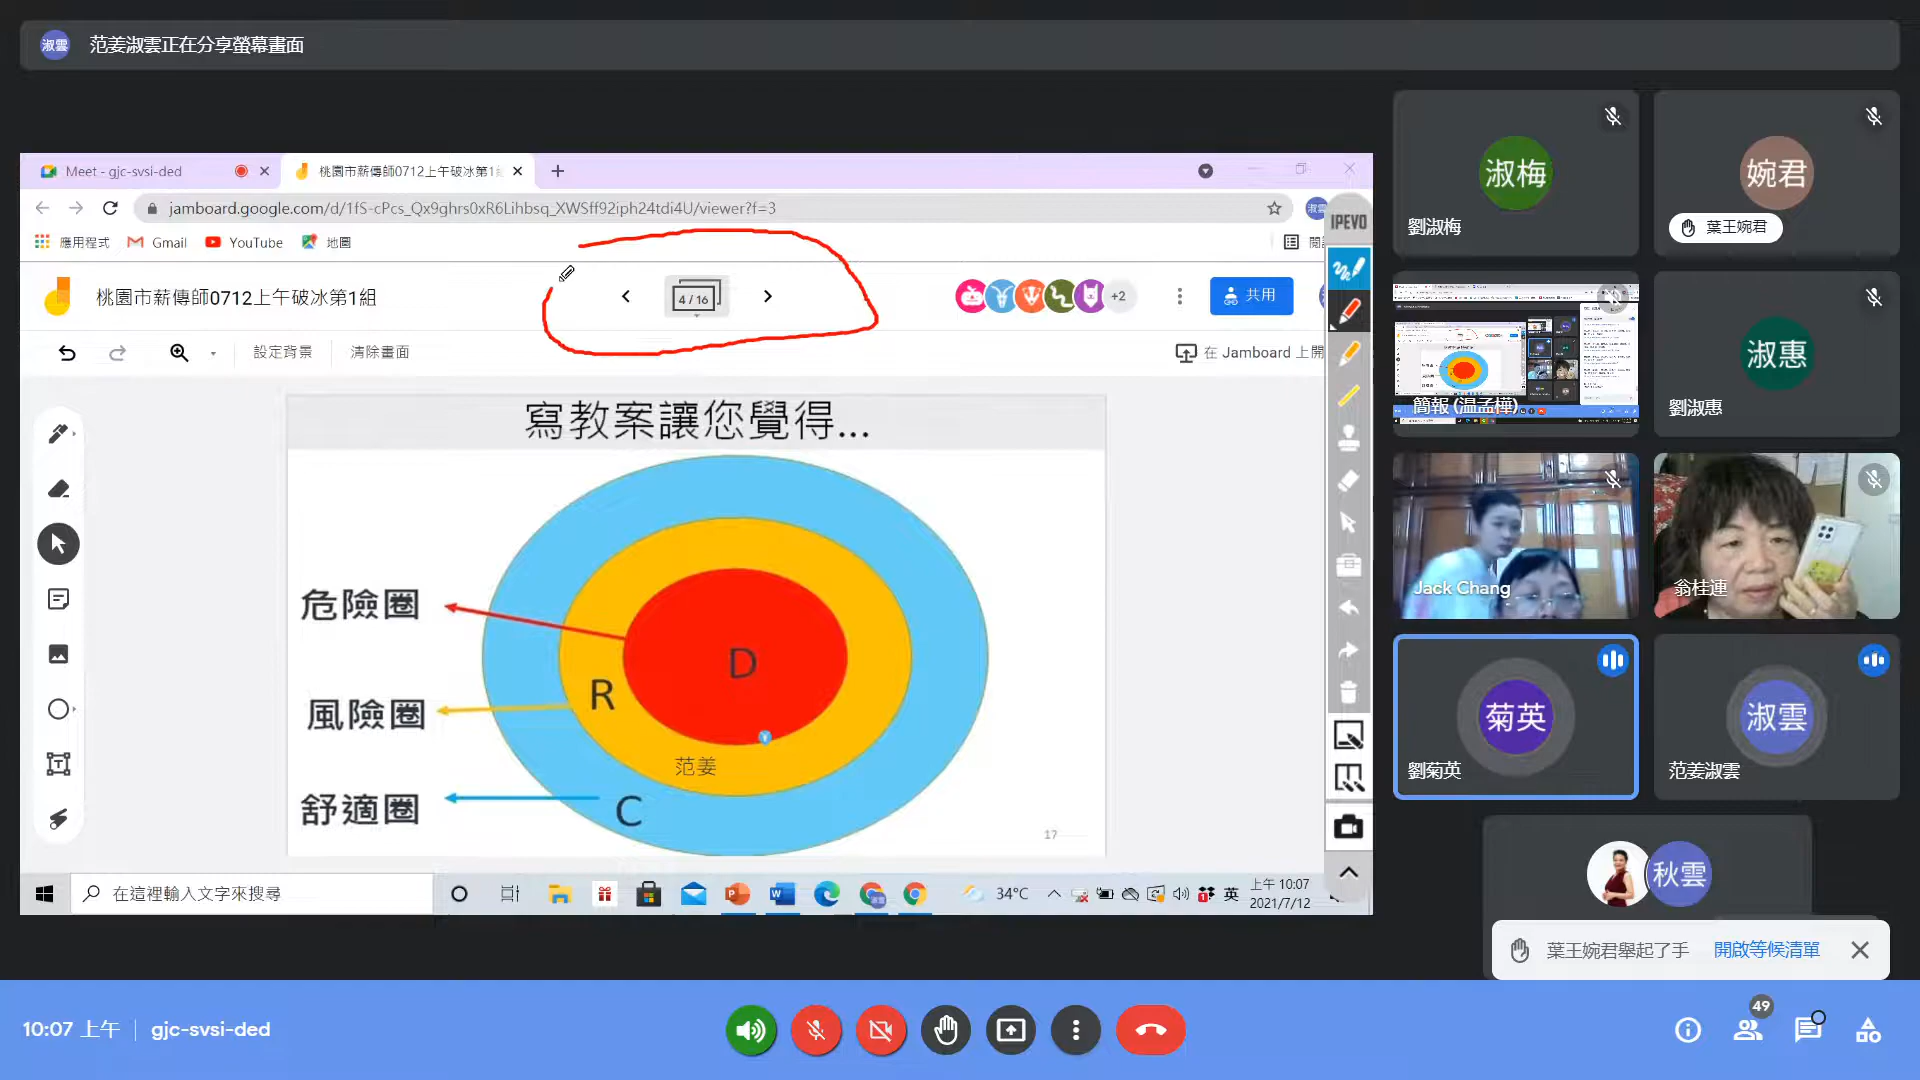 淑雲 范姜淑雲正在分享螢幕畫面
Meet - gjc-svsi-ded
桃園市薪傳師0712上午破冰第1
jamboard.google.com/d/1fS-cPcs_Qx9ghrs0xR6Lihbsq_XWSff92iph24tdi4U/viewer?f=3
淑雲
IPEVO
應用程式 Gmail YouTube 地圖
閱
桃園市薪傳師0712上午破冰第1組
4 / 16
+2
共用
設定背景
清除畫面
在 Jamboard 上開
寫教案讓您覺得...
危險圈
風險圈
舒適圈
D
R
范姜
C
17
在這裡輸入文字來搜尋
34°C
英
上午 10:07
2021/7/12
淑梅
劉淑梅
婉君
葉王婉君
簡報 (温孟樺)
淑惠
劉淑惠
Jack Chang
翁桂連
菊英
劉菊英
淑雲
范姜淑雲
秋雲
葉王婉君舉起了手 開啟等候清單
10:07 上午 gjc-svsi-ded
49